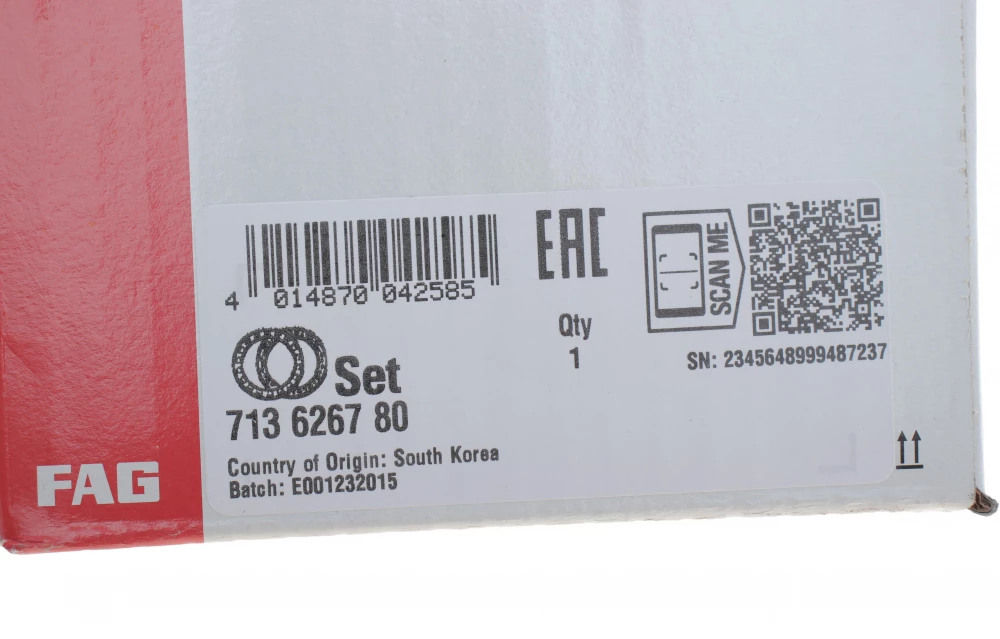 4 014870 042585
EAC
SCAN ME
Qty
1
SN: 2345648999487237
Set
713 6267 80
Country of Origin: South Korea
Batch: E001232015
FAG